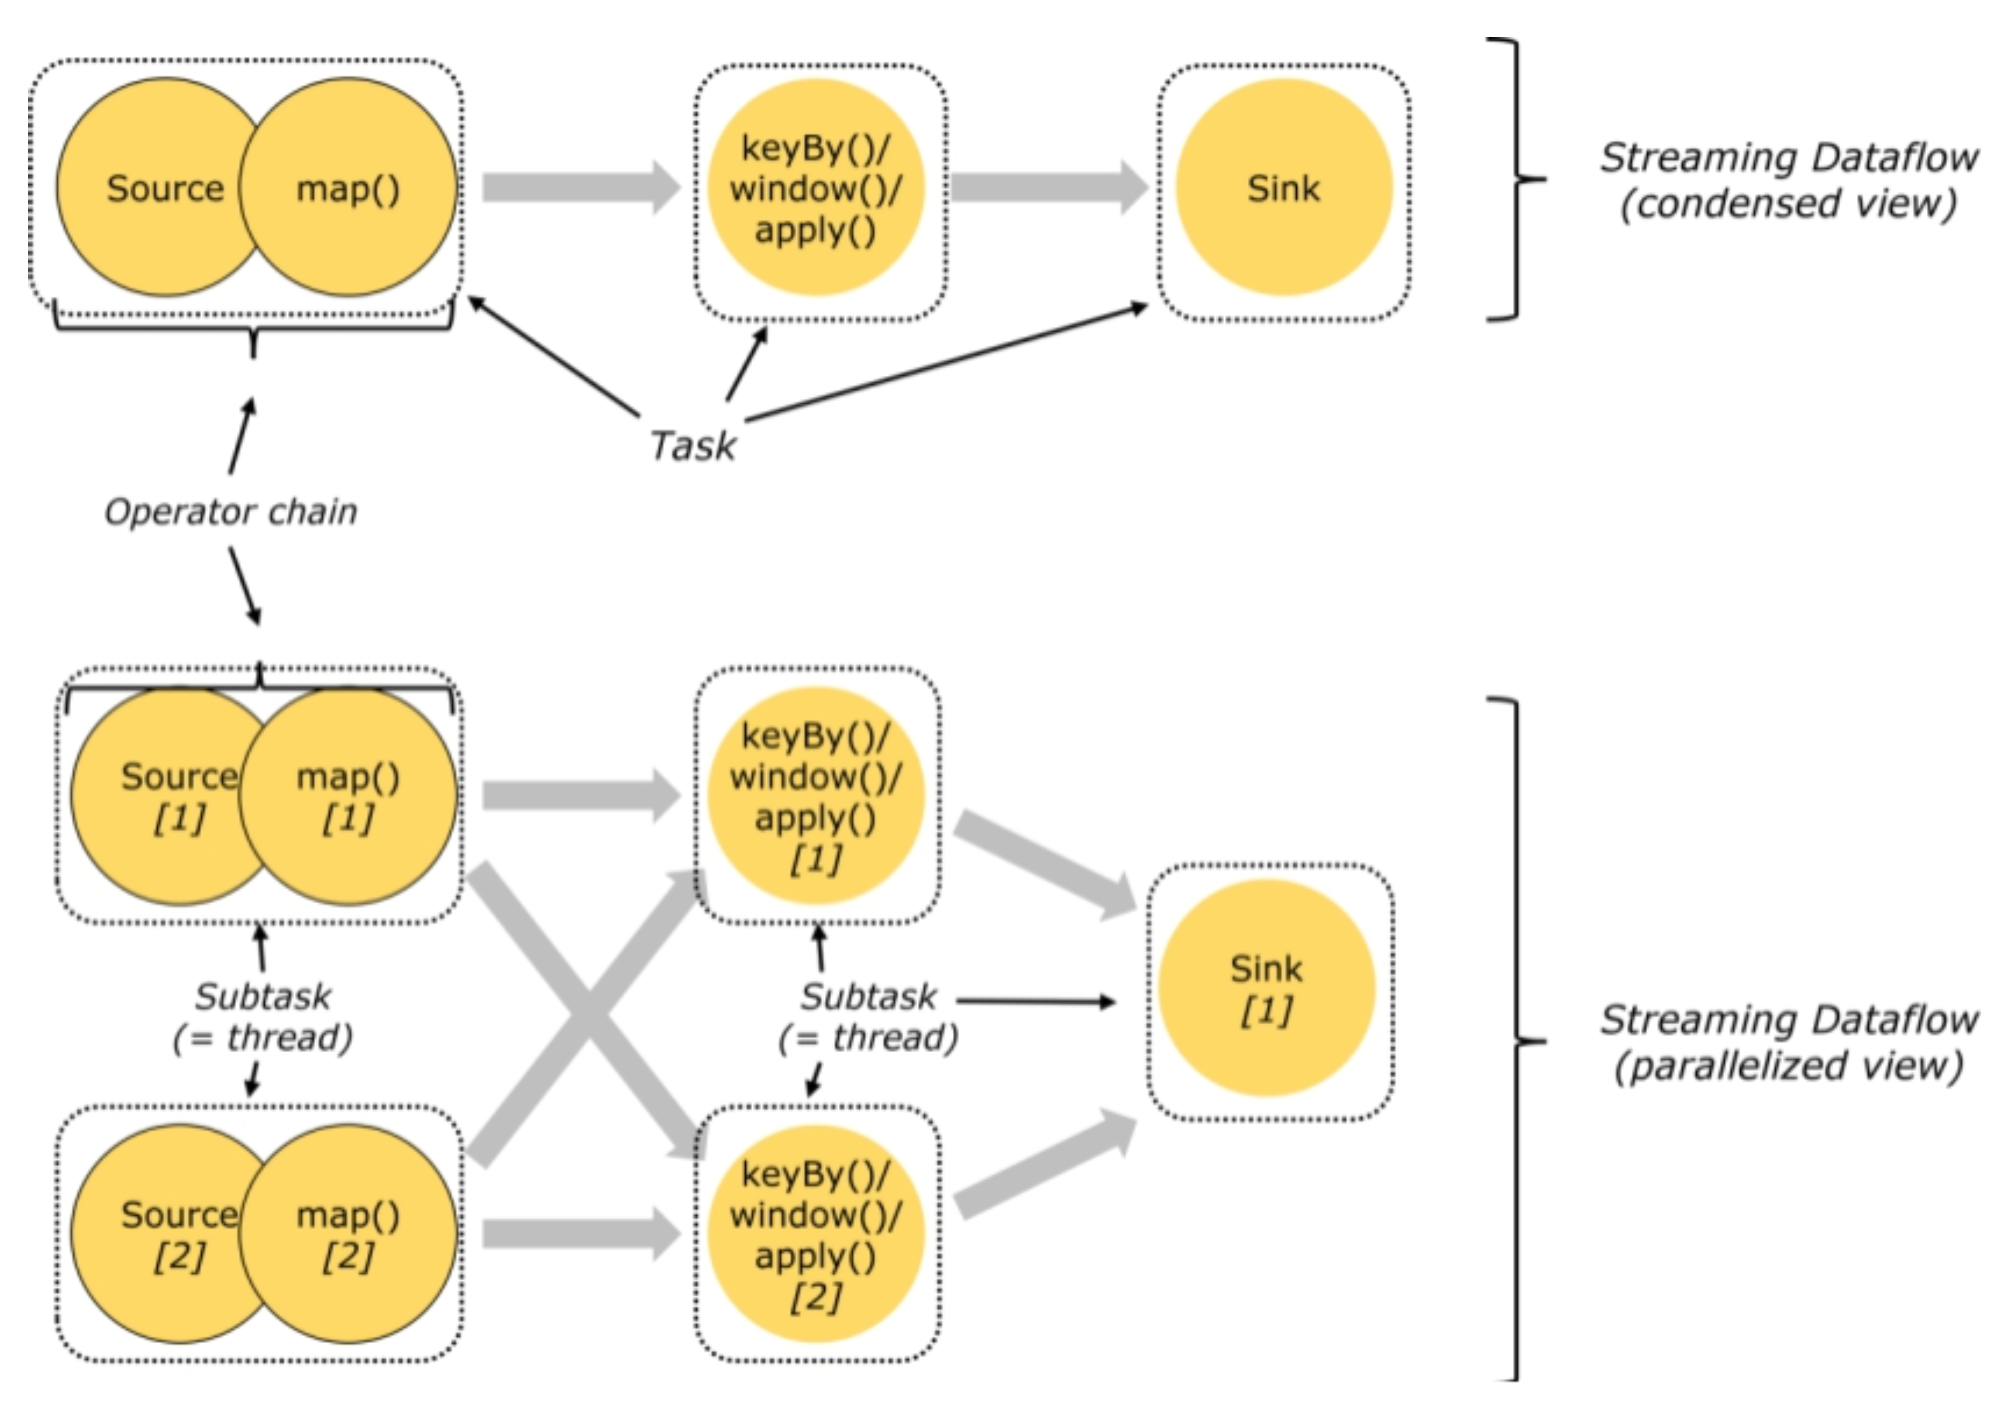 Source
map()
keyBy()/
window()/
apply()
Sink
Streaming Dataflow
(condensed view)
Task
Operator chain
Source
[1]
map()
[1]
keyBy()/
window()/
apply()
[1]
Subtask
(= thread)
Subtask
(= thread)
Sink
[1]
Streaming Dataflow
(parallelized view)
Source
[2]
map()
[2]
keyBy()/
window()/
apply()
[2]